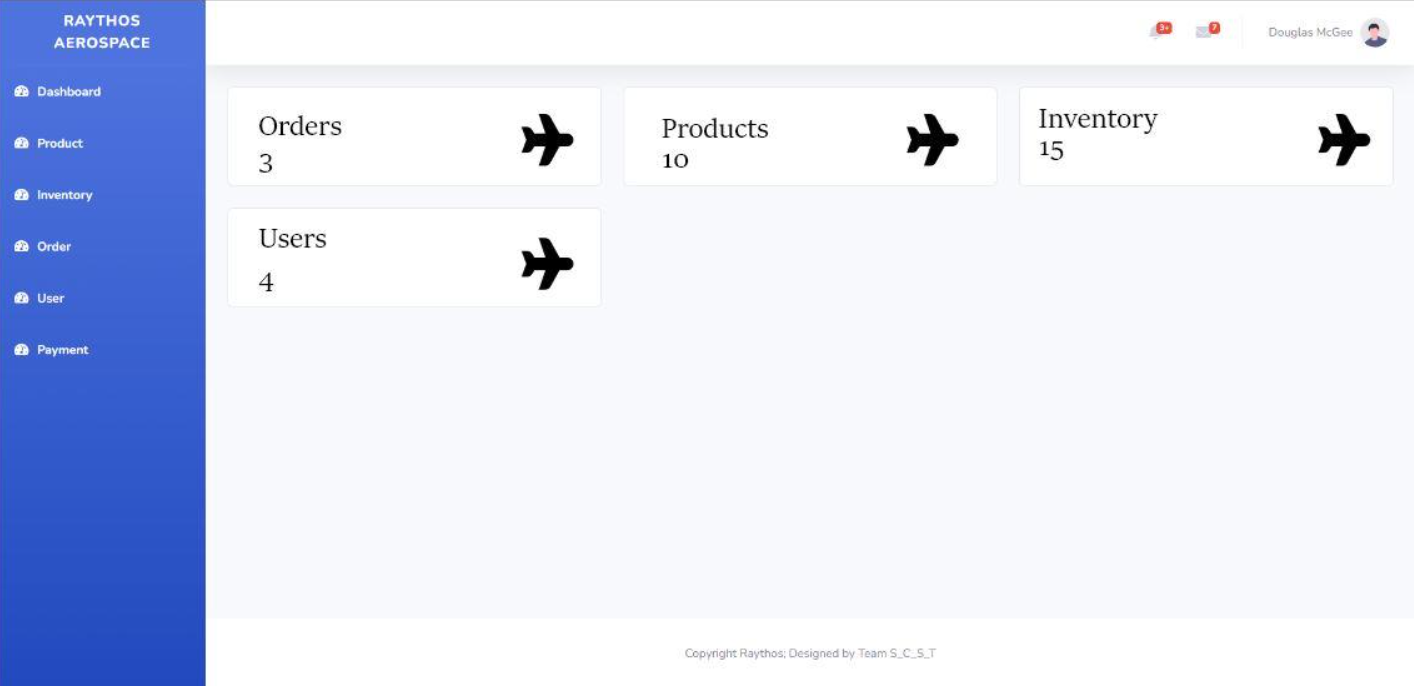 RAYTHOS
AEROSPACE
Dashboard
Product
Inventory
Order
User
Payment
3+
7
Douglas McGee
Orders
3
Products
10
Inventory
15
Users
4
Copyright Raythos; Designed by Team S_C_S_T